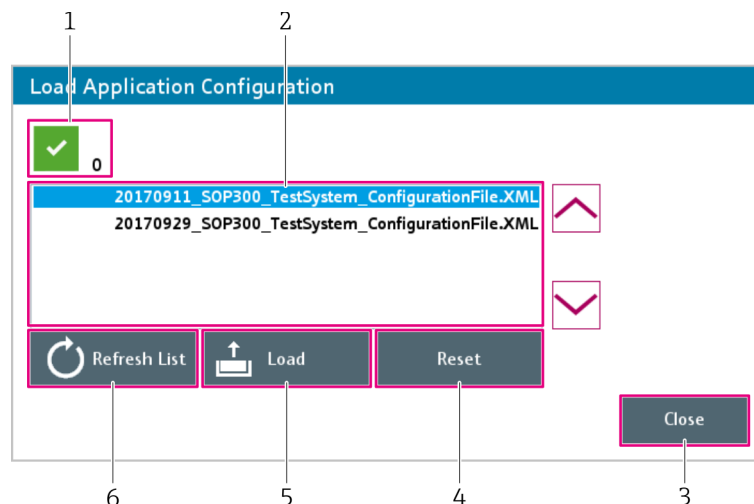 1 2
Load Application Configuration
0
20170911_SOP300_TestSystem_ConfigurationFile.XML
20170929_SOP300_TestSystem_ConfigurationFile.XML
Refresh List Load Reset
Close
6 5 4 3